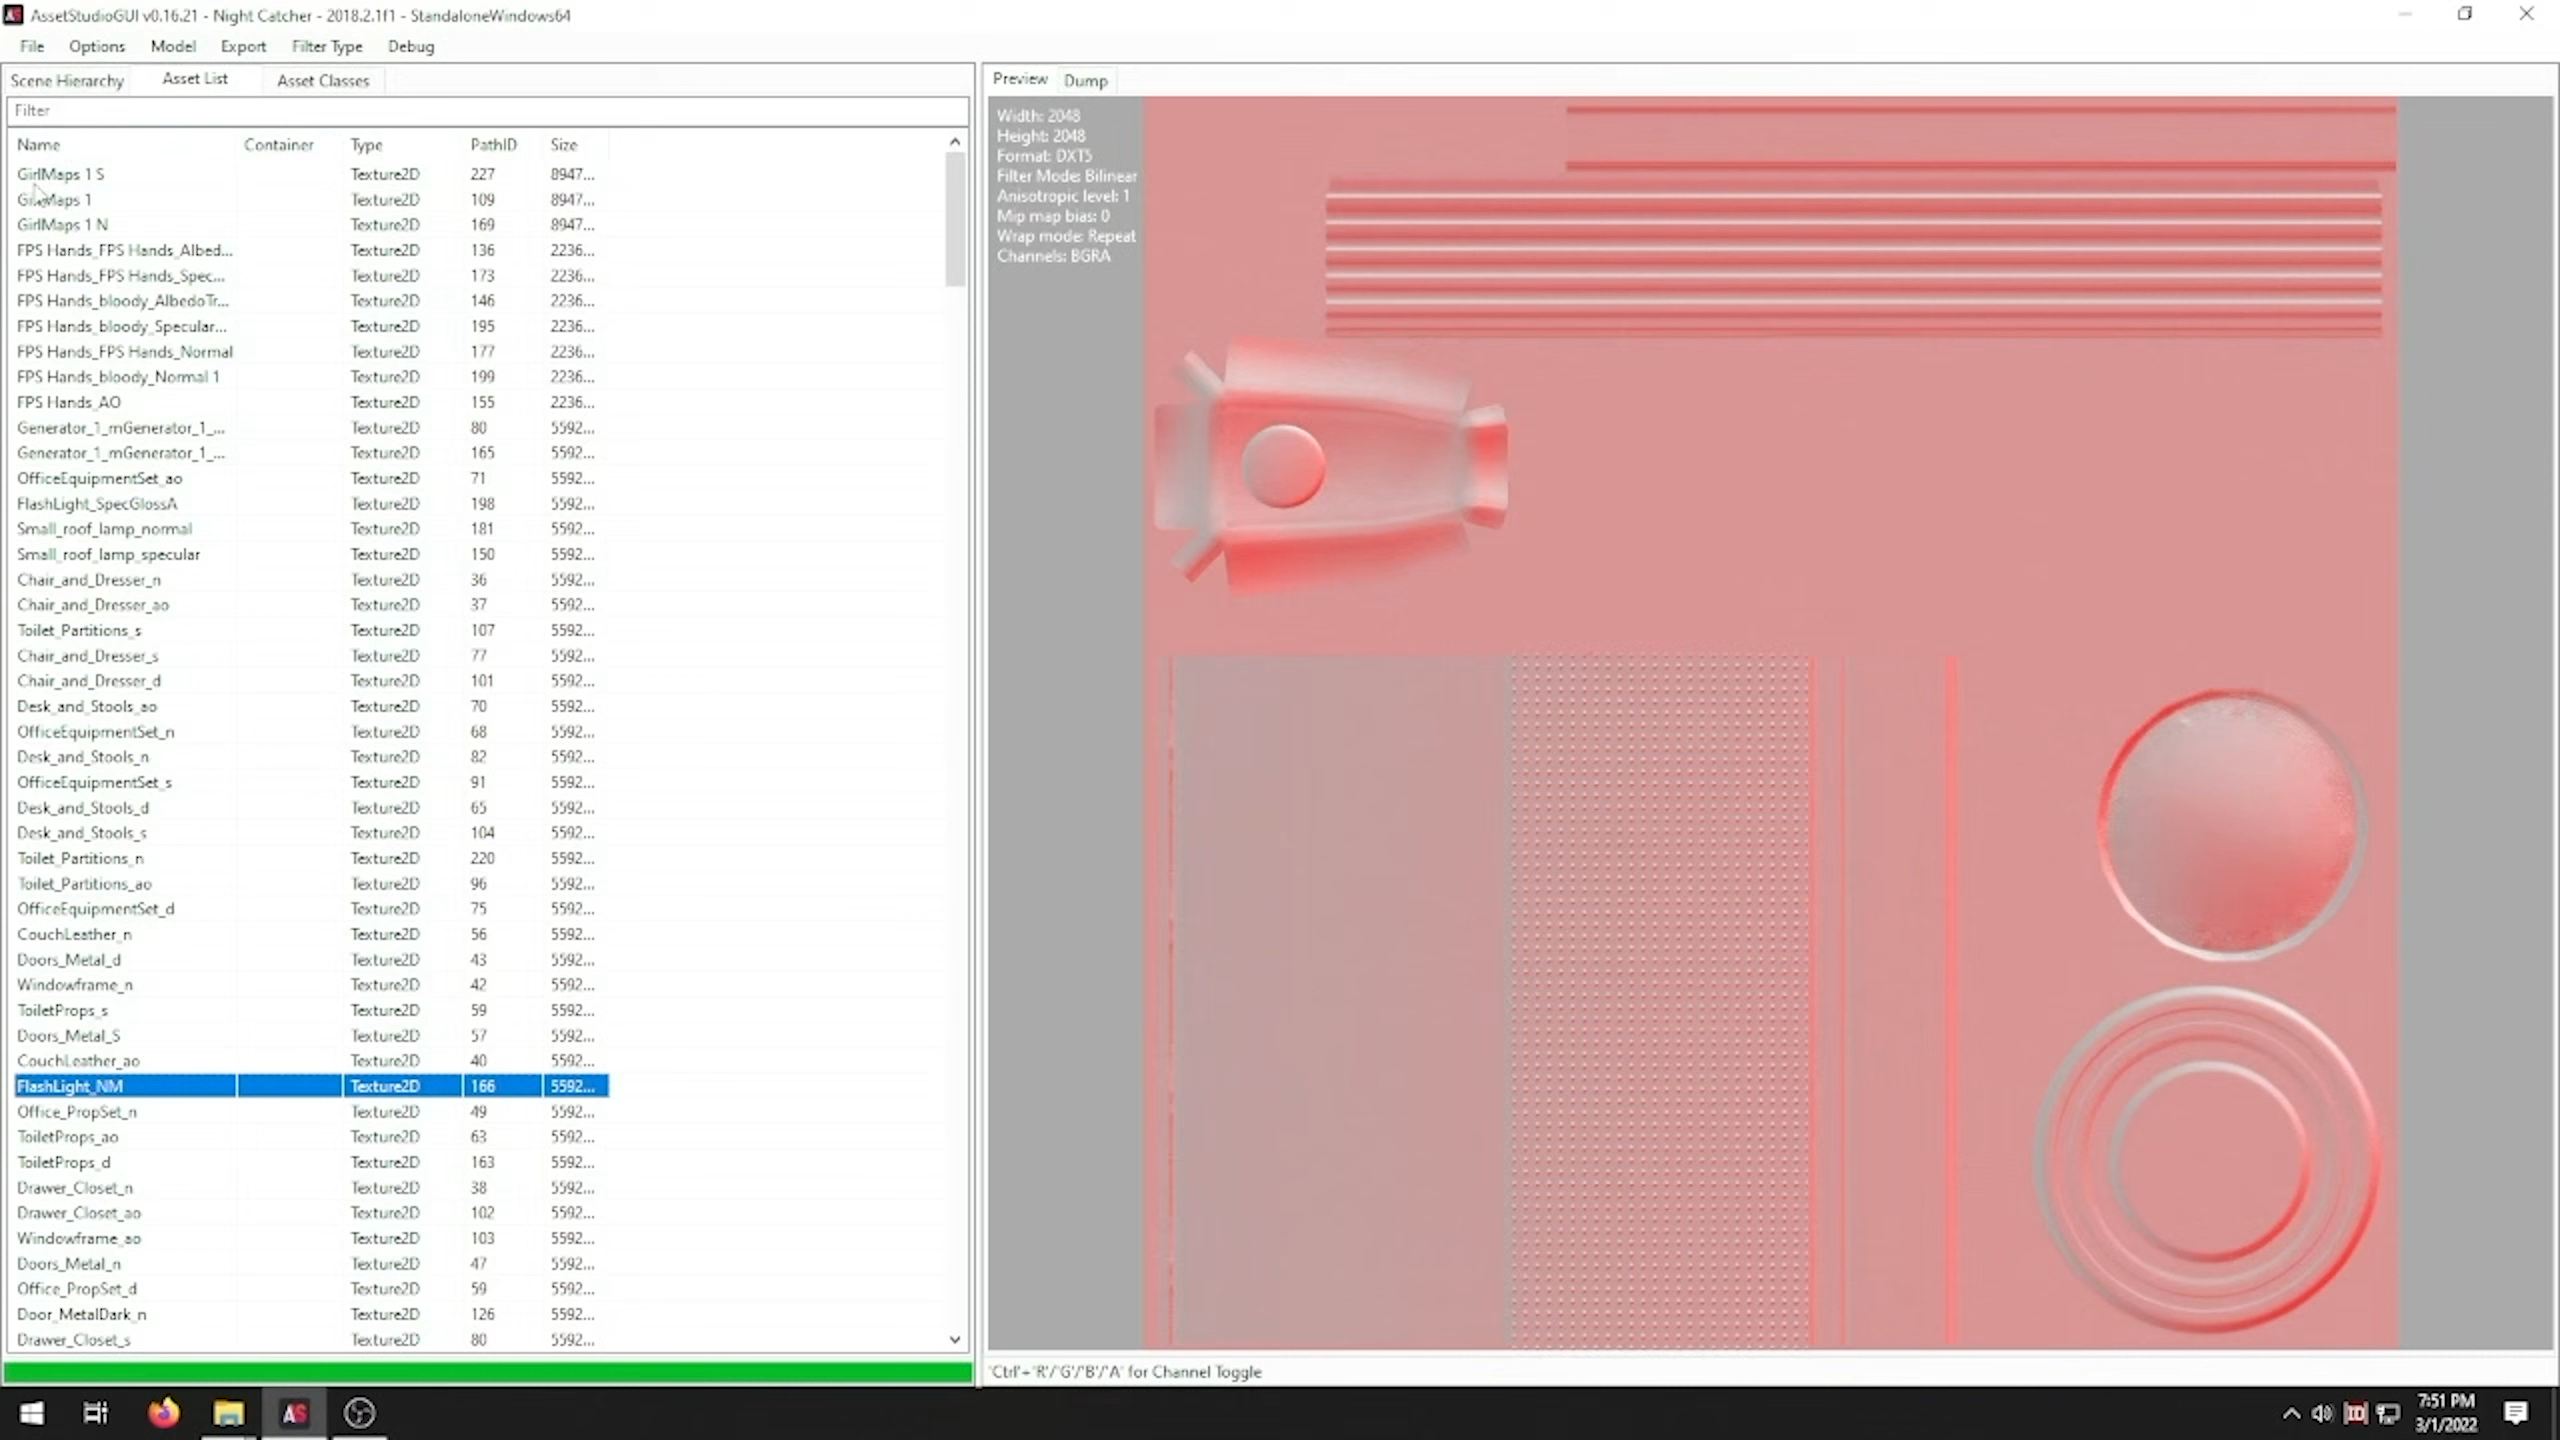 AssetStudioGUI v0.16.21 - Night Catcher - 2018.2.1f1 - StandaloneWindows64
File Options Model Export Filter Type Debug
Scene Hierarchy Asset List Asset Classes
Filter
Name Container Type PathID Size
GirlMaps 1 S Texture2D 227 8947...
GirlMaps 1 Texture2D 109 8947...
GirlMaps 1 N Texture2D 169 8947...
FPS Hands_FPS Hands_Albed... Texture2D 136 2236...
FPS Hands_FPS Hands_Spec... Texture2D 173 2236...
FPS Hands_bloody_AlbedoTr... Texture2D 146 2236...
FPS Hands_bloody_Specular... Texture2D 195 2236...
FPS Hands_FPS Hands_Normal Texture2D 177 2236...
FPS Hands_bloody_Normal 1 Texture2D 199 2236...
FPS Hands_AO Texture2D 155 2236...
Generator_1_mGenerator_1_... Texture2D 80 5592...
Generator_1_mGenerator_1_... Texture2D 165 5592...
OfficeEquipmentSet_ao Texture2D 71 5592...
FlashLight_SpecGlossA Texture2D 198 5592...
Small_roof_lamp_normal Texture2D 181 5592...
Small_roof_lamp_specular Texture2D 150 5592...
Chair_and_Dresser_n Texture2D 36 5592...
Chair_and_Dresser_ao Texture2D 37 5592...
Toilet_Partitions_s Texture2D 107 5592...
Chair_and_Dresser_s Texture2D 77 5592...
Chair_and_Dresser_d Texture2D 101 5592...
Desk_and_Stools_ao Texture2D 70 5592...
OfficeEquipmentSet_n Texture2D 68 5592...
Desk_and_Stools_n Texture2D 82 5592...
OfficeEquipmentSet_s Texture2D 91 5592...
Desk_and_Stools_d Texture2D 65 5592...
Desk_and_Stools_s Texture2D 104 5592...
Toilet_Partitions_n Texture2D 220 5592...
Toilet_Partitions_ao Texture2D 96 5592...
OfficeEquipmentSet_d Texture2D 75 5592...
CouchLeather_n Texture2D 56 5592...
Doors_Metal_d Texture2D 43 5592...
Windowframe_n Texture2D 42 5592...
ToiletProps_s Texture2D 59 5592...
Doors_Metal_S Texture2D 57 5592...
CouchLeather_ao Texture2D 40 5592...
FlashLight_NM Texture2D 166 5592...
Office_PropSet_n Texture2D 49 5592...
ToiletProps_ao Texture2D 63 5592...
ToiletProps_d Texture2D 163 5592...
Drawer_Closet_n Texture2D 38 5592...
Drawer_Closet_ao Texture2D 102 5592...
Windowframe_ao Texture2D 103 5592...
Doors_Metal_n Texture2D 47 5592...
Office_PropSet_d Texture2D 59 5592...
Door_MetalDark_n Texture2D 126 5592...
Drawer_Closet_s Texture2D 80 5592...
Preview Dump
Width: 2048
Height: 2048
Format: DXT5
Filter Mode: Bilinear
Anisotropic level: 1
Mip map bias: 0
Wrap mode: Repeat
Channels: BGRA
'Ctrl'+'R'/'G'/'B'/'A' for Channel Toggle
AS
7:51 PM
3/1/2022